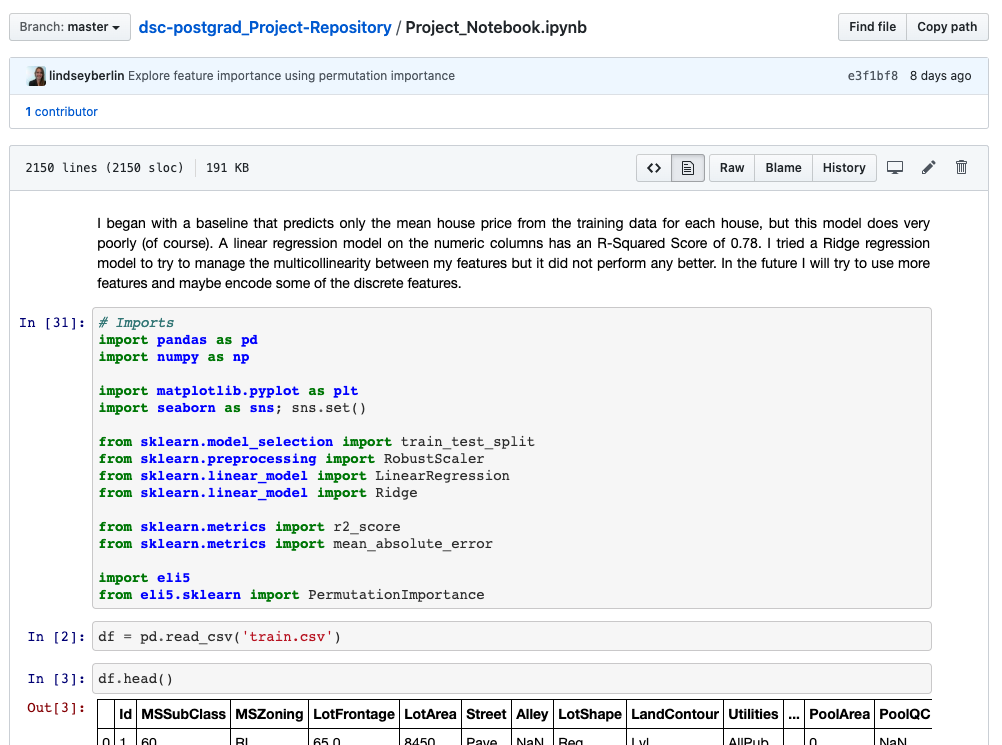 Branch: master
dsc-postgrad_Project-Repository / Project_Notebook.ipynb
Find file
Copy path
lindseyberlin Explore feature importance using permutation importance
e3f1bf8 8 days ago
1 contributor
2150 lines (2150 sloc)
191 KB
<>
Raw
Blame
History
I began with a baseline that predicts only the mean house price from the training data for each house, but this model does very
poorly (of course). A linear regression model on the numeric columns has an R-Squared Score of 0.78. I tried a Ridge regression
model to try to manage the multicollinearity between my features but it did not perform any better. In the future I will try to use more
features and maybe encode some of the discrete features.
In [31]:
# Imports
import pandas as pd
import numpy as np
import matplotlib.pyplot as plt
import seaborn as sns; sns.set()
from sklearn.model_selection import train_test_split
from sklearn.preprocessing import RobustScaler
from sklearn.linear_model import LinearRegression
from sklearn.linear_model import Ridge
from sklearn.metrics import r2_score
from sklearn.metrics import mean_absolute_error
import eli5
from eli5.sklearn import PermutationImportance
In [2]: df = pd.read_csv('train.csv')
In [3]: df.head()
Out[3]:
Id MSSubClass MSZoning LotFrontage LotArea Street Alley LotShape LandContour Utilities ... PoolArea PoolQC
0 1 60 RL 65.0 8450 Pave NaN Reg Lvl AllPub ... 0 NaN